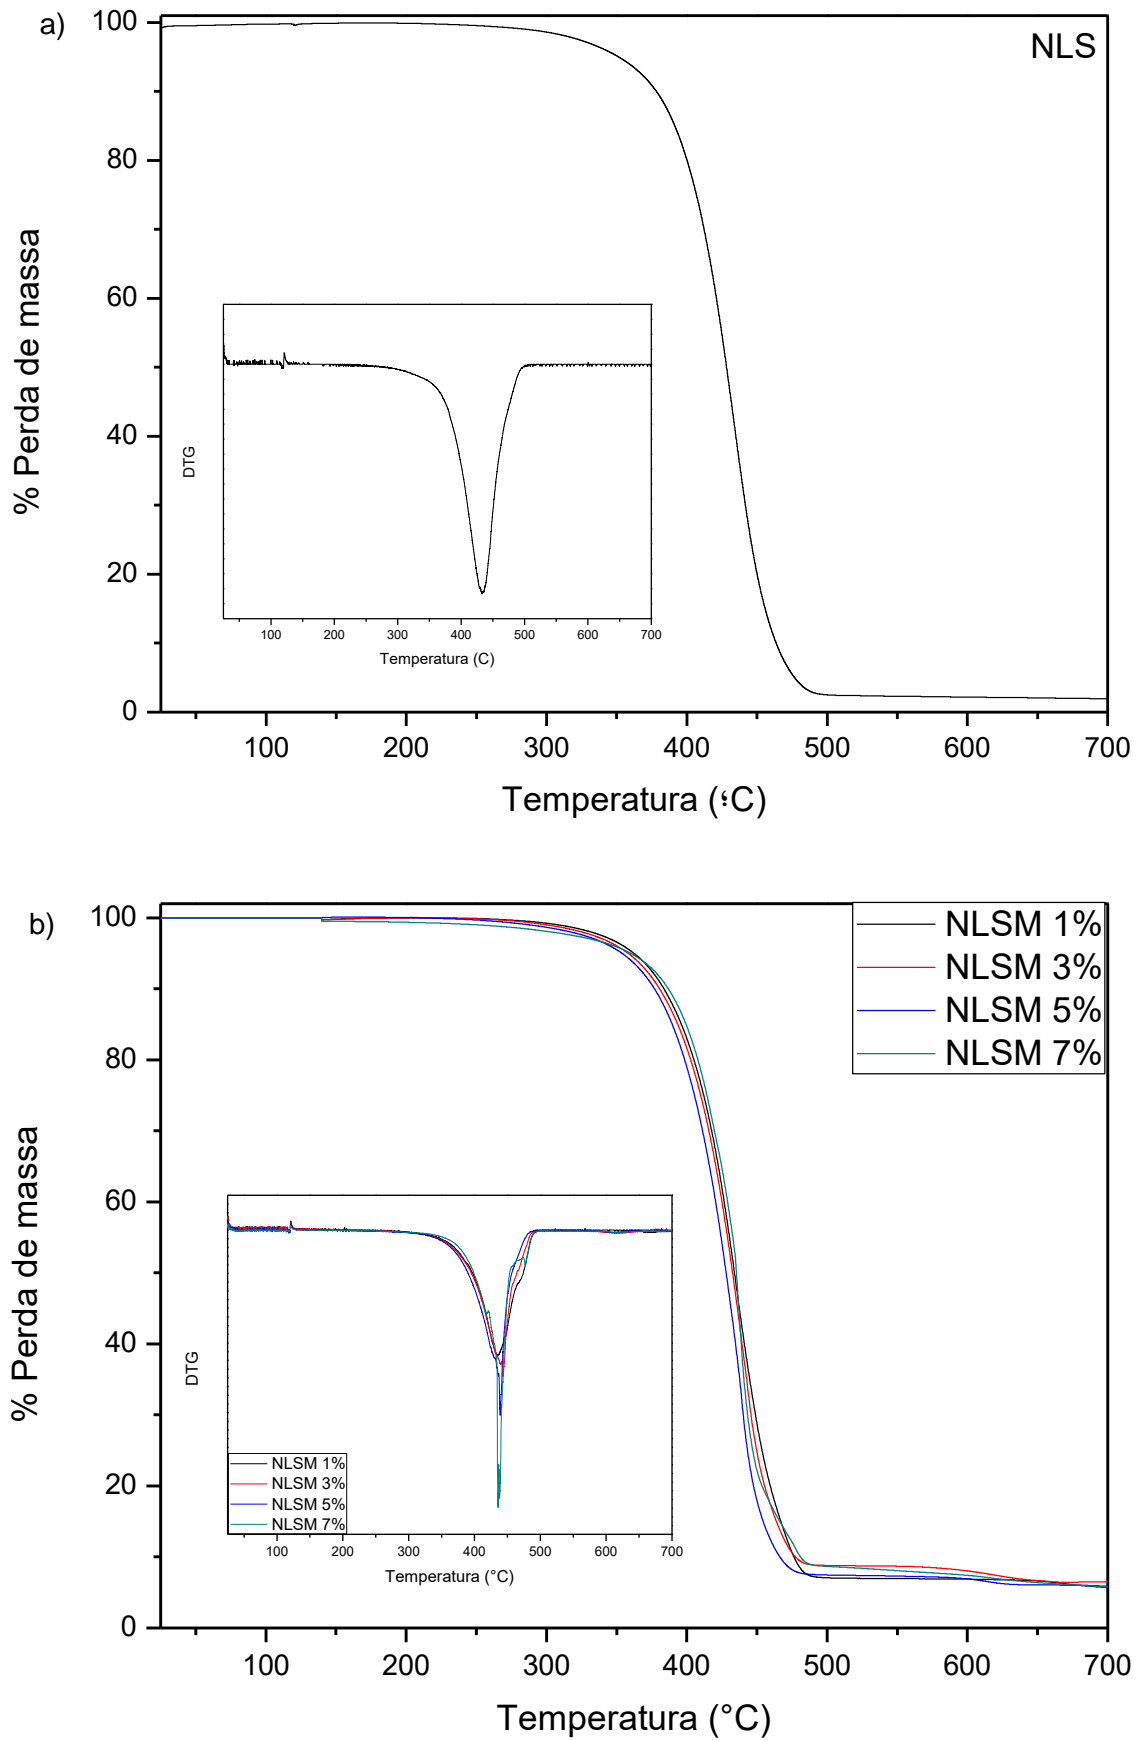 a)
NLS
100
80
60
40
20
0
% Perda de massa
DTG
100 200 300 400 500 600 700
Temperatura (C)
100 200 300 400 500 600 700
Temperatura (؛C)
b)
NLSM 1%
NLSM 3%
NLSM 5%
NLSM 7%
100
80
60
40
20
0
% Perda de massa
DTG
NLSM 1%
NLSM 3%
NLSM 5%
NLSM 7%
100 200 300 400 500 600 700
Temperatura (°C)
100 200 300 400 500 600 700
Temperatura (°C)